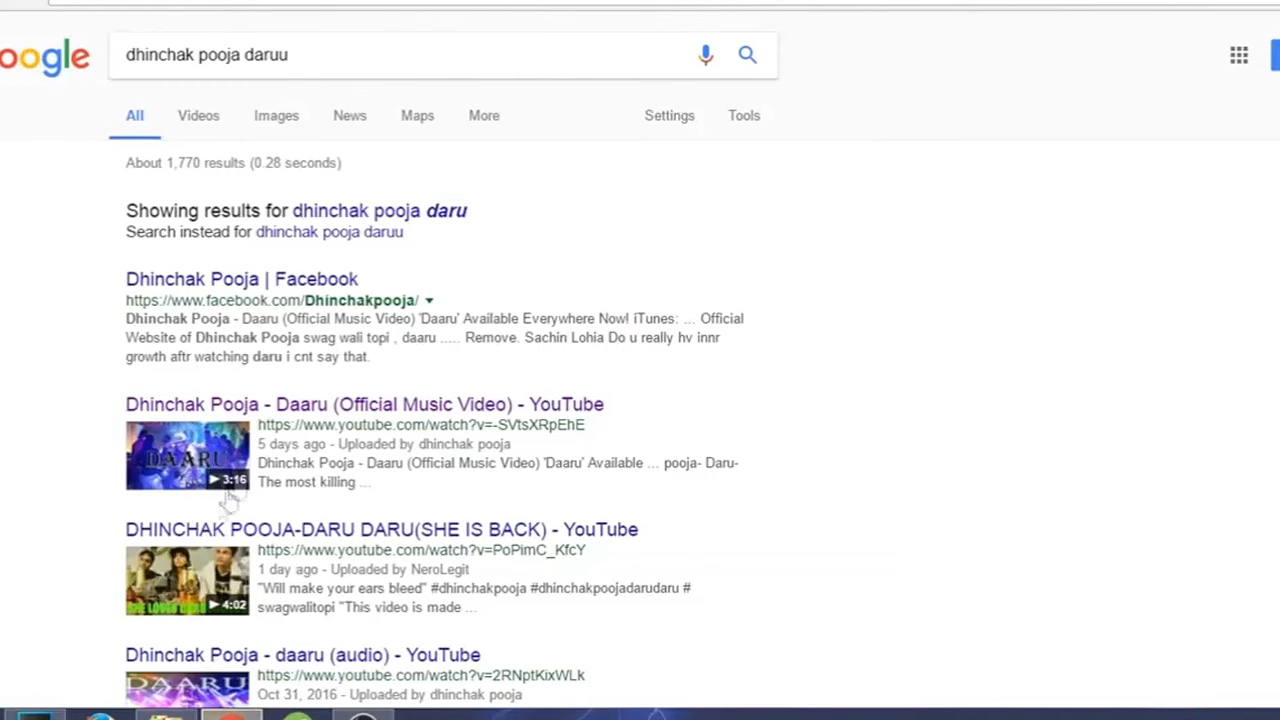 oogle
dhinchak pooja daruu
All Videos Images News Maps More Settings Tools
About 1,770 results (0.28 seconds)
Showing results for dhinchak pooja daru
Search instead for dhinchak pooja daruu
Dhinchak Pooja | Facebook
https://www.facebook.com/Dhinchakpooja/
Dhinchak Pooja - Daaru (Official Music Video) 'Daaru' Available Everywhere Now! iTunes: ... Official
Website of Dhinchak Pooja swag wali topi , daaru ..... Remove. Sachin Lohia Do u really hv innr
growth aftr watching daru i cnt say that.
Dhinchak Pooja - Daaru (Official Music Video) - YouTube
https://www.youtube.com/watch?v=-SVtsXRpEhE
5 days ago - Uploaded by dhinchak pooja
DAARU
Dhinchak Pooja - Daaru (Official Music Video) 'Daaru' Available ... pooja- Daru-
3:16
The most killing ...
DHINCHAK POOJA-DARU DARU(SHE IS BACK) - YouTube
https://www.youtube.com/watch?v=PoPimC_KfcY
1 day ago - Uploaded by NeroLegit
"Will make your ears bleed" #dhinchakpooja #dhinchakpoojadarudaru #
4:02
swagwalitopi "This video is made ...
Dhinchak Pooja - daaru (audio) - YouTube
https://www.youtube.com/watch?v=2RNptKixWLk
DAARU
Oct 31, 2016 - Uploaded by dhinchak pooja